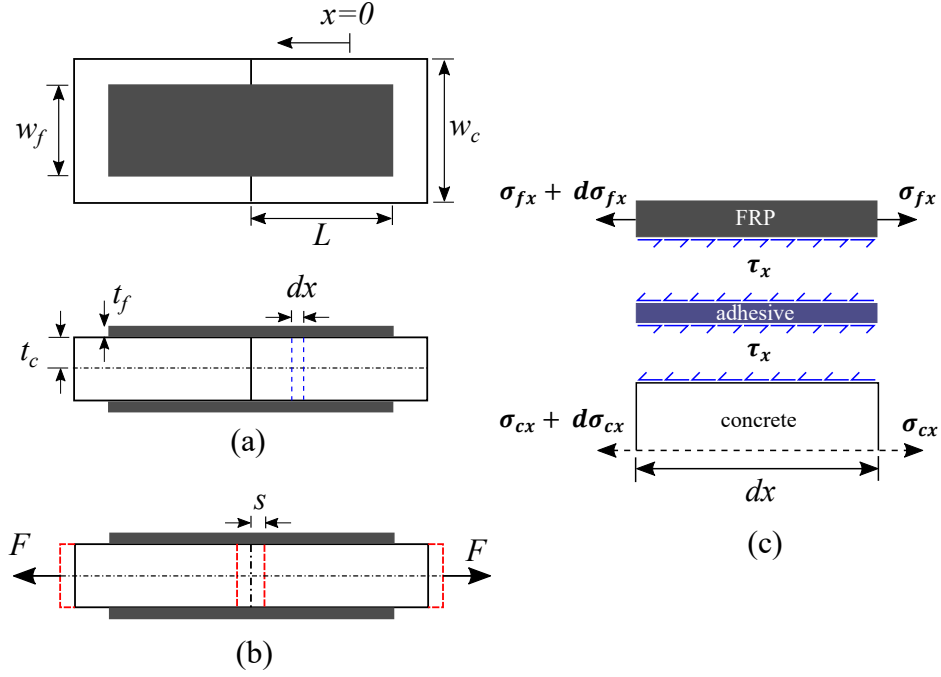 x=0
w_f
w_c
L
t_f
dx
t_c
(a)
s
F
F
(b)
σ_fx + dσ_fx
σ_fx
FRP
τ_x
adhesive
τ_x
σ_cx + dσ_cx
concrete
σ_cx
dx
(c)